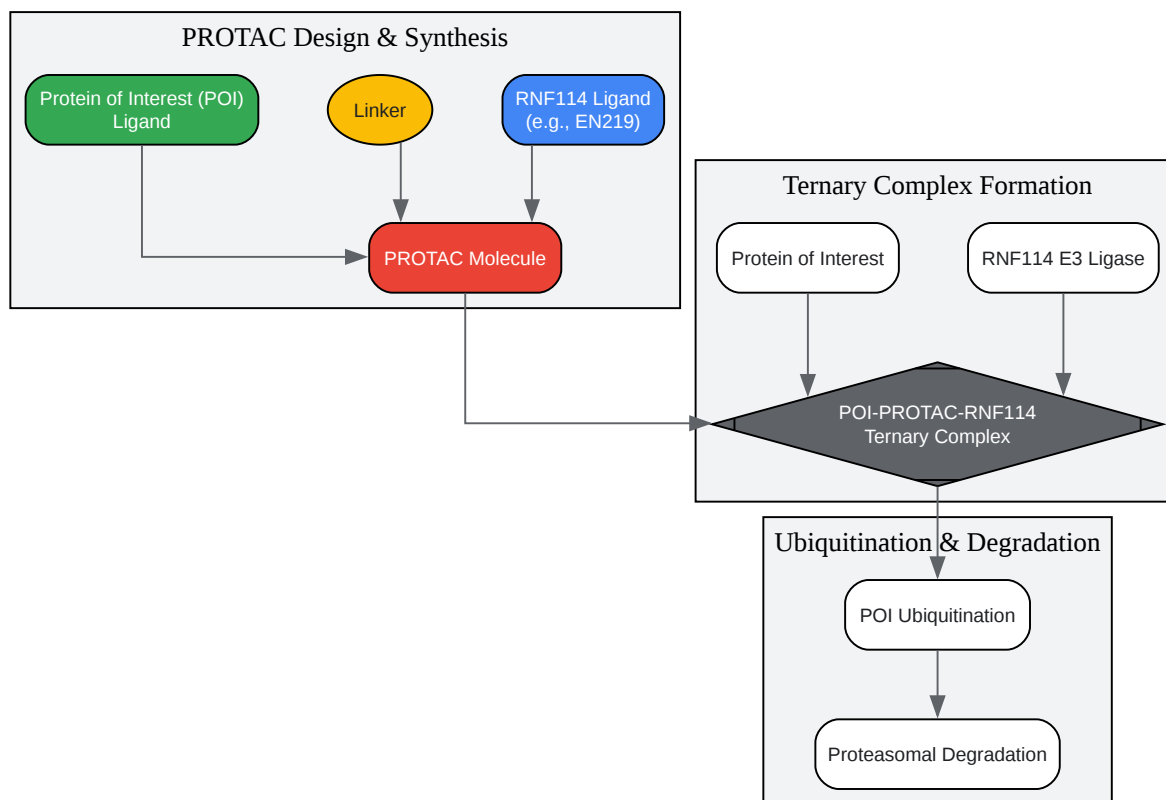 PROTAC Design & Synthesis
Protein of Interest (POI)
Ligand
Linker
RNF114 Ligand
(e.g., EN219)
PROTAC Molecule
Ternary Complex Formation
Protein of Interest
RNF114 E3 Ligase
POI-PROTAC-RNF114
Ternary Complex
Ubiquitination & Degradation
POI Ubiquitination
Proteasomal Degradation